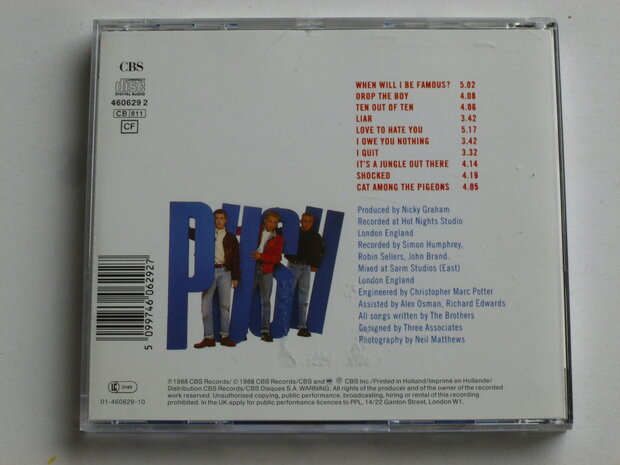 CBS
COMPACT
disc
DIGITAL AUDIO
460629 2
CB 811
CF
WHEN WILL I BE FAMOUS? 5.02
DROP THE BOY 4.08
TEN OUT OF TEN 4.06
LIAR 3.42
LOVE TO HATE YOU 5.17
I OWE YOU NOTHING 3.42
I QUIT 3.32
IT'S A JUNGLE OUT THERE 4.14
SHOCKED 4.19
CAT AMONG THE PIGEONS 4.05
Produced by Nicky Graham
Recorded at Hot Nights Studio
London England
Recorded by Simon Humphrey,
Robin Sellers, John Brand.
Mixed at Sarm Studios (East)
London England
Engineered by Christopher Marc Potter
Assisted by Alex Osman, Richard Edwards
All songs written by The Brothers
Designed by Three Associates
Photography by Neil Matthews
PUSH
5 099746 062927
LC 0149
01-460629-10
℗ 1988 CBS Records/ © 1988 CBS Records/CBS and ® CBS Inc./Printed in Holland/Imprimé en Hollande/
Distribution CBS Records/CBS Disques S.A. WARNING: All rights of the producer and of the owner of the recorded
work reserved. Unauthorised copying, public performance, broadcasting, hiring or rental of this recording
prohibited. In the UK apply for public performance licences to PPL, 14/22 Ganton Street, London W1.